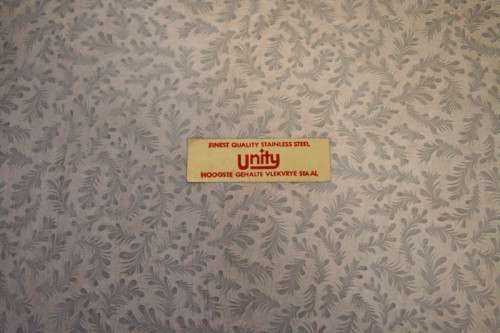 FINEST QUALITY STAINLESS STEEL
Unity
HOOGSTE GEHALTE VLEKVRYE STAAL